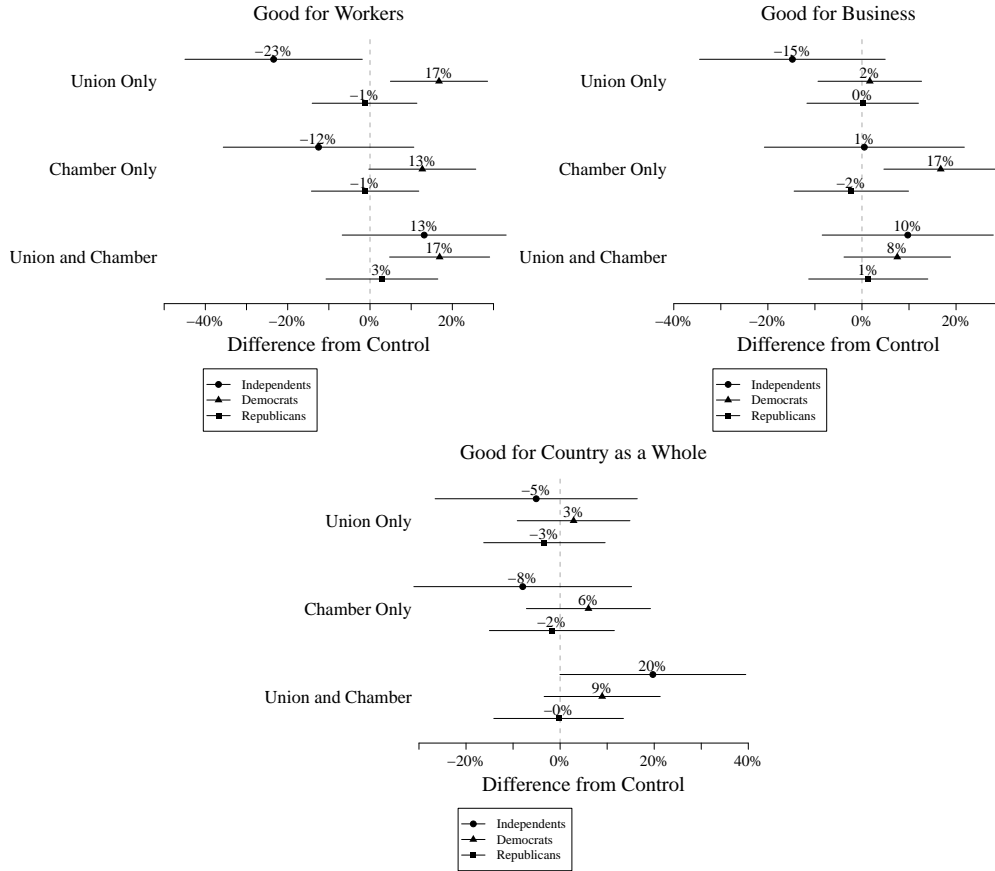 Good for Workers
−23%
Union Only
17%
−1%
−12%
Chamber Only
13%
−1%
13%
Union and Chamber
17%
3%
−40% −20% 0% 20%
Difference from Control
Independents
Democrats
Republicans
Good for Business
−15%
Union Only
2%
0%
1%
Chamber Only
17%
−2%
10%
Union and Chamber
8%
1%
−40% −20% 0% 20%
Difference from Control
Independents
Democrats
Republicans
Good for Country as a Whole
−5%
Union Only
3%
−3%
−8%
Chamber Only
6%
−2%
20%
Union and Chamber
9%
−0%
−20% 0% 20% 40%
Difference from Control
Independents
Democrats
Republicans